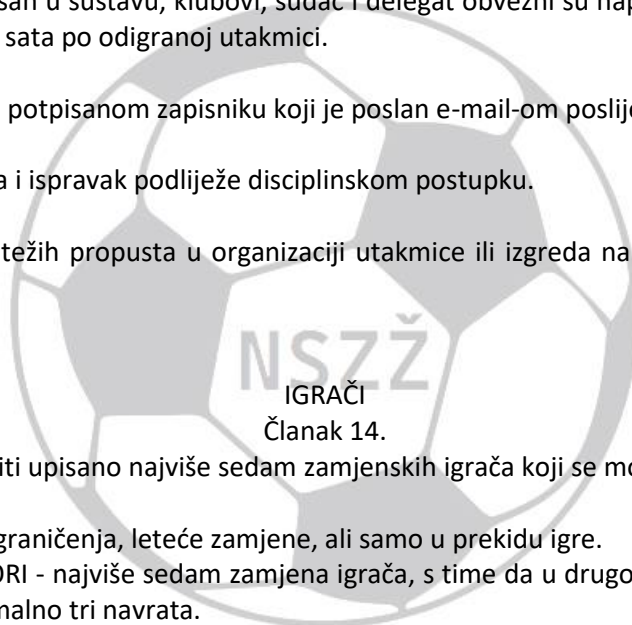 sustavu, klubovi, sudac i delegat obvezni su
sata po odigranoj utakmici.
potpisanom zapisniku koji je poslan e-mail-om poslije
i ispravak podliježe disciplinskom postupku.
težih propusta u organizaciji utakmice ili izgreda na
NSZŽ
IGRAČI
Članak 14.
iti upisano najviše sedam zamjenskih igrača koji se mo
graničenja, leteće zamjene, ali samo u prekidu igre.
ORI - najviše sedam zamjena igrača, s time da u drugo
malno tri navrata.